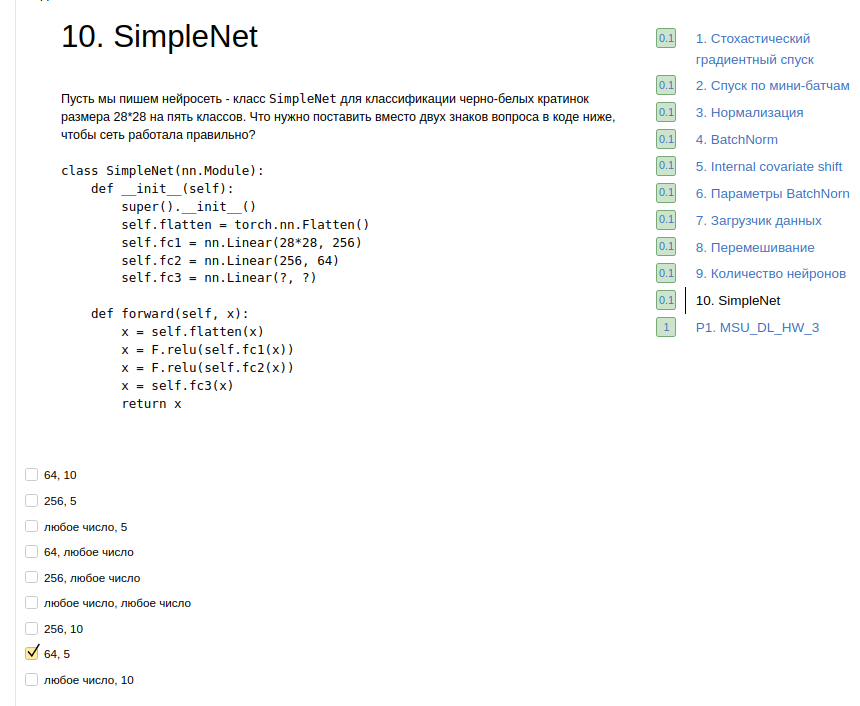 10. SimpleNet
Пусть мы пишем нейросеть - класс SimpleNet для классификации черно-белых кратинок
размера 28*28 на пять классов. Что нужно поставить вместо двух знаков вопроса в коде ниже,
чтобы сеть работала правильно?
class SimpleNet(nn.Module):
def __init__(self):
super().__init__()
self.flatten = torch.nn.Flatten()
self.fc1 = nn.Linear(28*28, 256)
self.fc2 = nn.Linear(256, 64)
self.fc3 = nn.Linear(?, ?)
def forward(self, x):
x = self.flatten(x)
x = F.relu(self.fc1(x))
x = F.relu(self.fc2(x))
x = self.fc3(x)
return x
64, 10
256, 5
любое число, 5
64, любое число
256, любое число
любое число, любое число
256, 10
64, 5
любое число, 10
0.1 1. Стохастический
градиентный спуск
0.1 2. Спуск по мини-батчам
0.1 3. Нормализация
0.1 4. BatchNorm
0.1 5. Internal covariate shift
0.1 6. Параметры BatchNorn
0.1 7. Загрузчик данных
0.1 8. Перемешивание
0.1 9. Количество нейронов
0.1 10. SimpleNet
1 P1. MSU_DL_HW_3